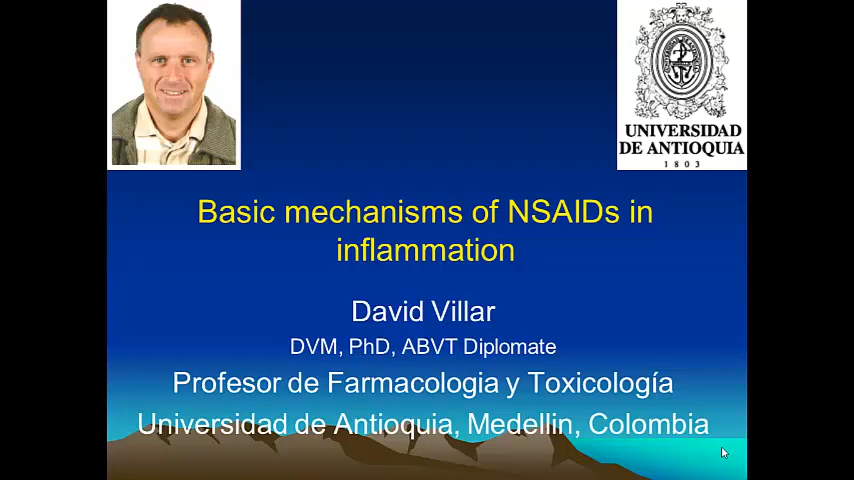 UNIVERSIDAD
DE ANTIOQUIA
1803
Basic mechanisms of NSAIDs in
inflammation
David Villar
DVM, PhD, ABVT Diplomate
Profesor de Farmacologia y Toxicología
Universidad de Antioquia, Medellin, Colombia